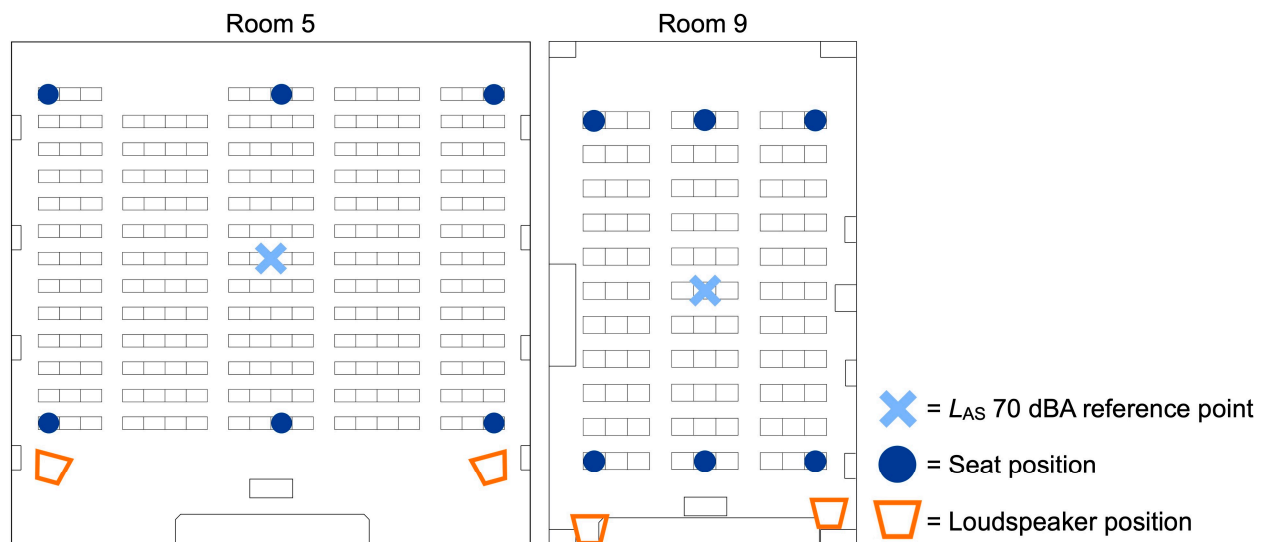 Room 5
Room 9
= LAS 70 dBA reference point
= Seat position
= Loudspeaker position